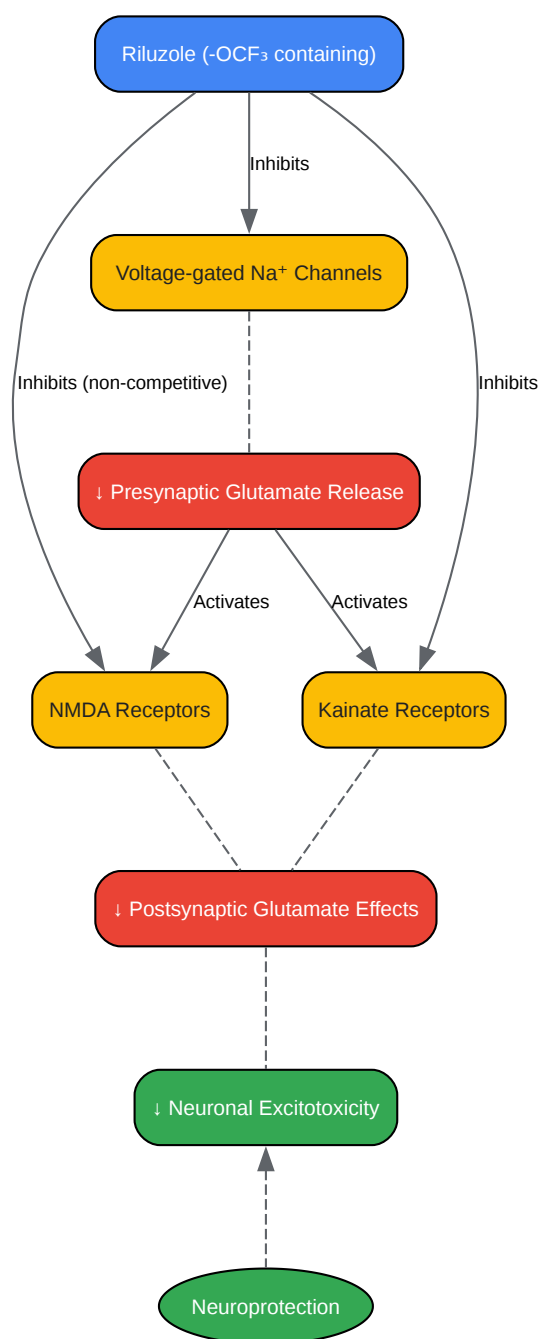 Riluzole (-OCF₃ containing)
Inhibits
Voltage-gated Na⁺ Channels
Inhibits (non-competitive)
Inhibits
↓ Presynaptic Glutamate Release
Activates
Activates
NMDA Receptors
Kainate Receptors
↓ Postsynaptic Glutamate Effects
↓ Neuronal Excitotoxicity
Neuroprotection